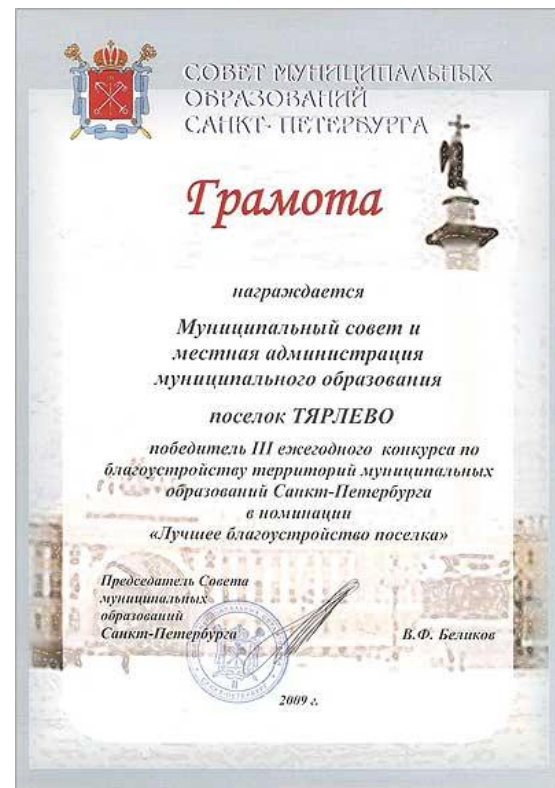 СОВЕТ МУНИЦИПАЛЬНЫХ
ОБРАЗОВАНИЙ
САНКТ-ПЕТЕРБУРГА
Грамота
награждается
Муниципальный совет и
местная администрация
муниципального образования
поселок ТЯРЛЕВО
победитель III ежегодного конкурса по
благоустройству территорий муниципальных
образований Санкт-Петербурга
в номинации
«Лучшее благоустройство поселка»
Председатель Совета
муниципальных
образований
Санкт-Петербурга
В.Ф. Беликов
2009 г.